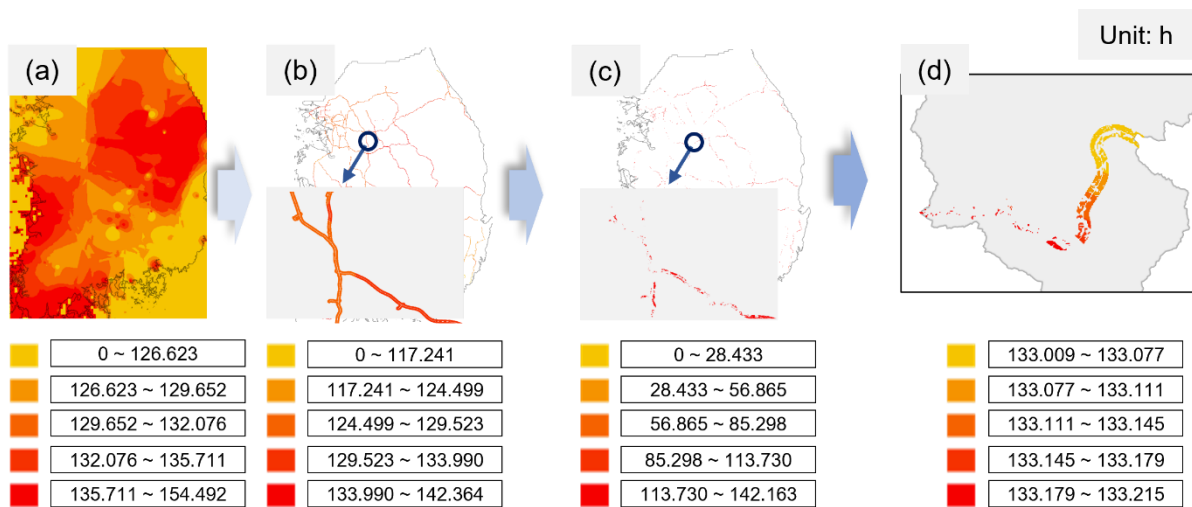 Unit: h
(a)
(b)
(c)
(d)
0 ~ 126.623
126.623 ~ 129.652
129.652 ~ 132.076
132.076 ~ 135.711
135.711 ~ 154.492
0 ~ 117.241
117.241 ~ 124.499
124.499 ~ 129.523
129.523 ~ 133.990
133.990 ~ 142.364
0 ~ 28.433
28.433 ~ 56.865
56.865 ~ 85.298
85.298 ~ 113.730
113.730 ~ 142.163
133.009 ~ 133.077
133.077 ~ 133.111
133.111 ~ 133.145
133.145 ~ 133.179
133.179 ~ 133.215